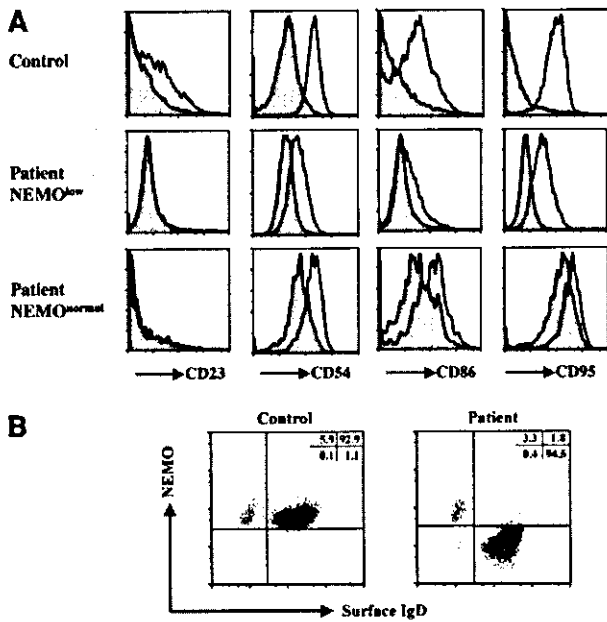 A
Control
Patient
NEMOlow
Patient
NEMOnormal
CD23 CD54 CD86 CD95
B
Control Patient
5.9 92.9 3.3 1.8
0.1 1.1 0.4 94.5
NEMO
Surface IgD